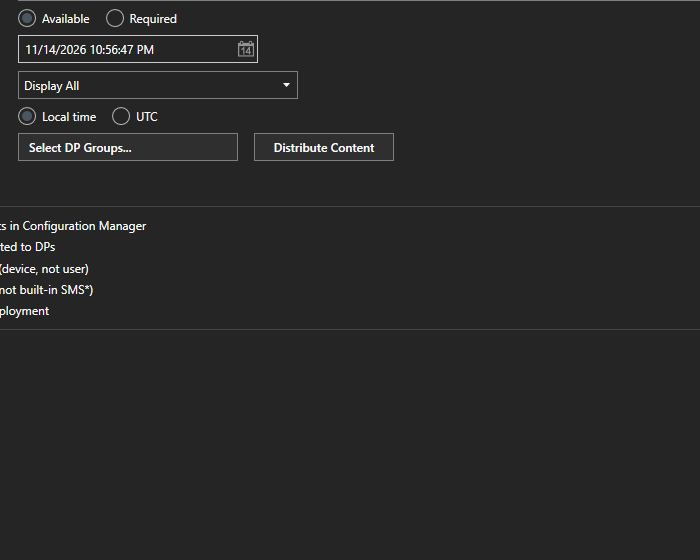 Available Required
11/14/2026 10:56:47 PM 14
Display All
Local time UTC
Select DP Groups... Distribute Content
ts in Configuration Manager
ted to DPs
(device, not user)
not built-in SMS*)
ployment